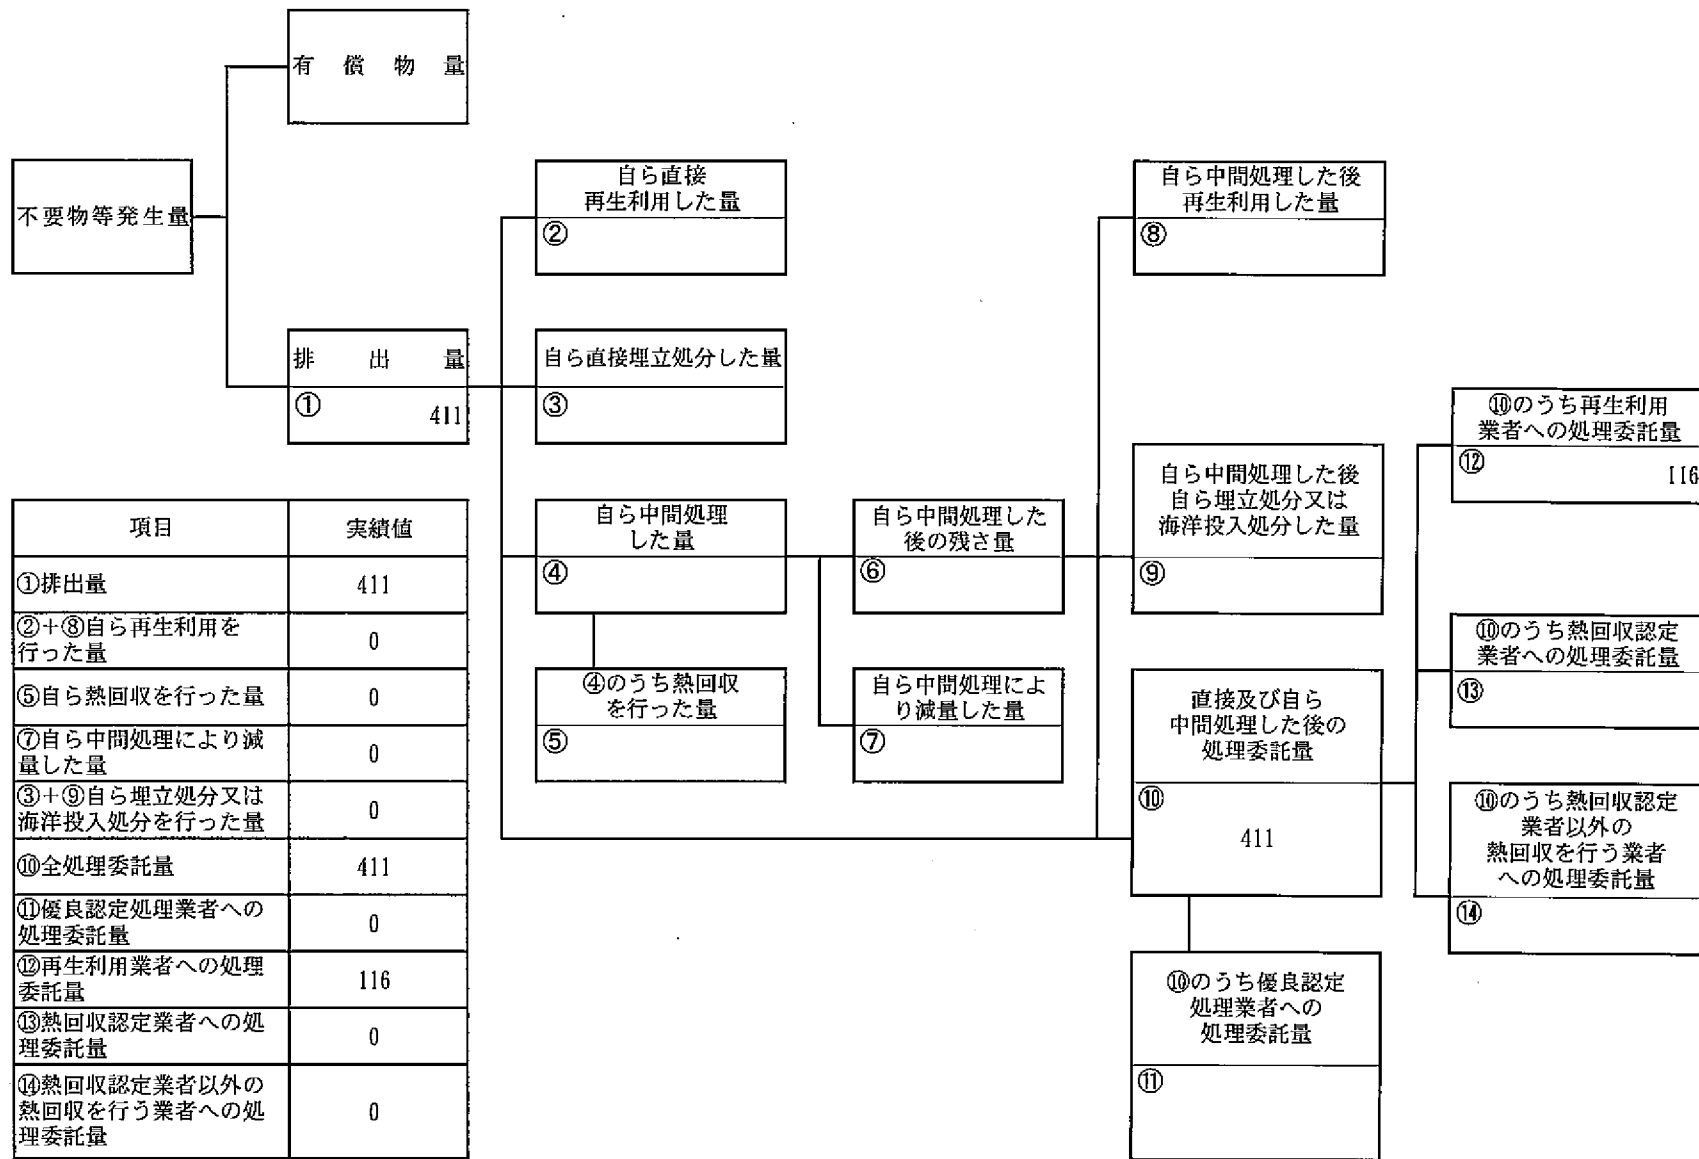 有償物量
不要物等発生量
排出量
①
411
自ら直接
再生利用した量
②
自ら直接埋立処分した量
③
自ら中間処理
した量
④
④のうち熱回収
を行った量
⑤
自ら中間処理した
後の残さ量
⑥
自ら中間処理によ
り減量した量
⑦
自ら中間処理した後
再生利用した量
⑧
自ら中間処理した後
自ら埋立処分又は
海洋投入処分した量
⑨
直接及び自ら
中間処理した後の
処理委託量
⑩
411
⑩のうち優良認定
処理業者への
処理委託量
⑪
⑩のうち再生利用
業者への処理委託量
⑫
116
⑩のうち熱回収認定
業者への処理委託量
⑬
⑩のうち熱回収認定
業者以外の
熱回収を行う業者
への処理委託量
⑭
項目 実績値
①排出量 411
②+⑧自ら再生利用を
行った量 0
⑤自ら熱回収を行った量 0
⑦自ら中間処理により減
量した量 0
③+⑨自ら埋立処分又は
海洋投入処分を行った量 0
⑩全処理委託量 411
⑪優良認定処理業者への
処理委託量 0
⑫再生利用業者への処理
委託量 116
⑬熱回収認定業者への処
理委託量 0
⑭熱回収認定業者以外の
熱回収を行う業者への処
理委託量 0